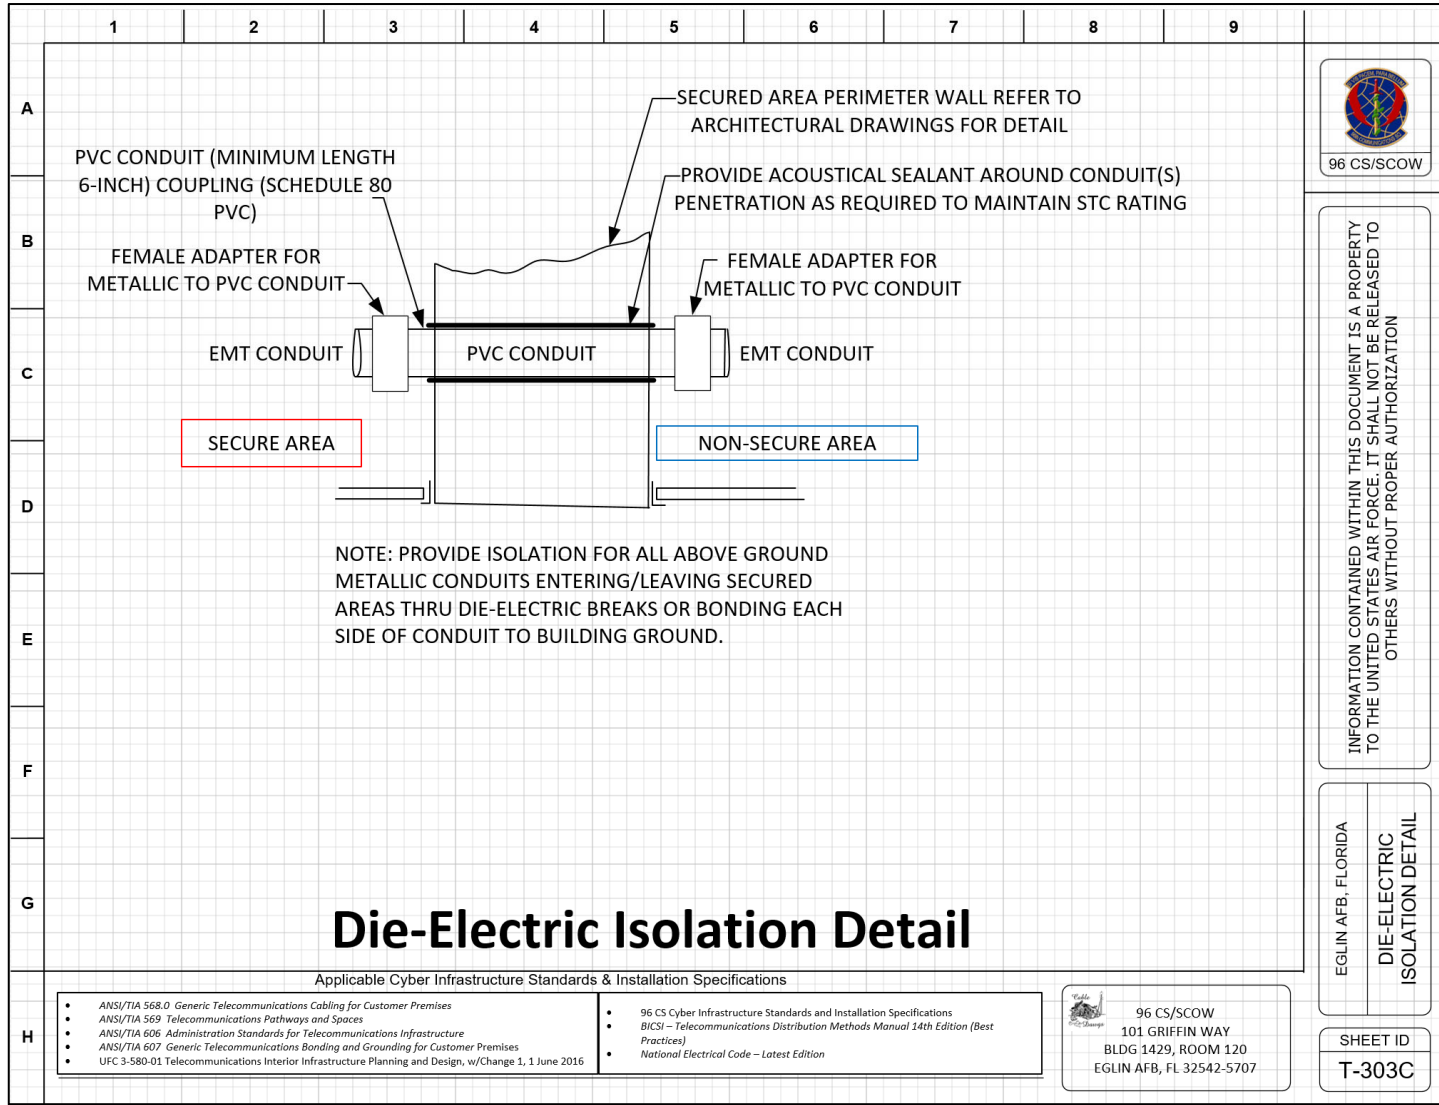 1 2 3 4 5 6 7 8 9
A
B
C
D
E
F
G
H
SECURED AREA PERIMETER WALL REFER TO
ARCHITECTURAL DRAWINGS FOR DETAIL
PVC CONDUIT (MINIMUM LENGTH
6-INCH) COUPLING (SCHEDULE 80
PVC)
PROVIDE ACOUSTICAL SEALANT AROUND CONDUIT(S)
PENETRATION AS REQUIRED TO MAINTAIN STC RATING
FEMALE ADAPTER FOR
METALLIC TO PVC CONDUIT
FEMALE ADAPTER FOR
METALLIC TO PVC CONDUIT
EMT CONDUIT
PVC CONDUIT
EMT CONDUIT
SECURE AREA
NON-SECURE AREA
NOTE: PROVIDE ISOLATION FOR ALL ABOVE GROUND
METALLIC CONDUITS ENTERING/LEAVING SECURED
AREAS THRU DIE-ELECTRIC BREAKS OR BONDING EACH
SIDE OF CONDUIT TO BUILDING GROUND.
Die-Electric Isolation Detail
Applicable Cyber Infrastructure Standards & Installation Specifications
• ANSI/TIA 568.0 Generic Telecommunications Cabling for Customer Premises
• ANSI/TIA 569 Telecommunications Pathways and Spaces
• ANSI/TIA 606 Administration Standards for Telecommunications Infrastructure
• ANSI/TIA 607 Generic Telecommunications Bonding and Grounding for Customer Premises
• UFC 3-580-01 Telecommunications Interior Infrastructure Planning and Design, w/Change 1, 1 June 2016
• 96 CS Cyber Infrastructure Standards and Installation Specifications
• BICSI – Telecommunications Distribution Methods Manual 14th Edition (Best
Practices)
• National Electrical Code – Latest Edition
Cable
Dawgs
96 CS/SCOW
101 GRIFFIN WAY
BLDG 1429, ROOM 120
EGLIN AFB, FL 32542-5707
96 CS/SCOW
INFORMATION CONTAINED WITHIN THIS DOCUMENT IS A PROPERTY
TO THE UNITED STATES AIR FORCE. IT SHALL NOT BE RELEASED TO
OTHERS WITHOUT PROPER AUTHORIZATION
EGLIN AFB, FLORIDA
DIE-ELECTRIC
ISOLATION DETAIL
SHEET ID
T-303C